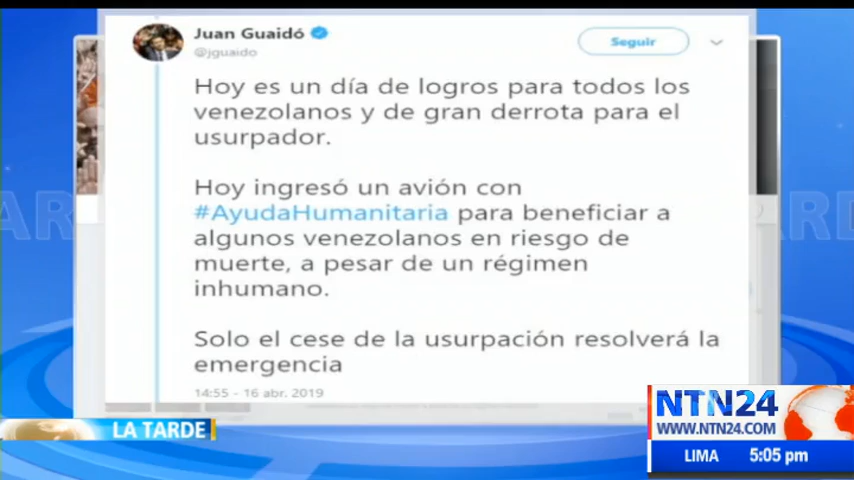 Juan Guaidó
@jguaido
Seguir
Hoy es un día de logros para todos los
venezolanos y de gran derrota para el
usurpador.
Hoy ingresó un avión con
#AyudaHumanitaria para beneficiar a
algunos venezolanos en riesgo de
muerte, a pesar de un régimen
inhumano.
Solo el cese de la usurpación resolverá la
emergencia
14:55 - 16 abr. 2019
LA TARDE
NTN24
WWW.NTN24.COM
LIMA 5:05 pm